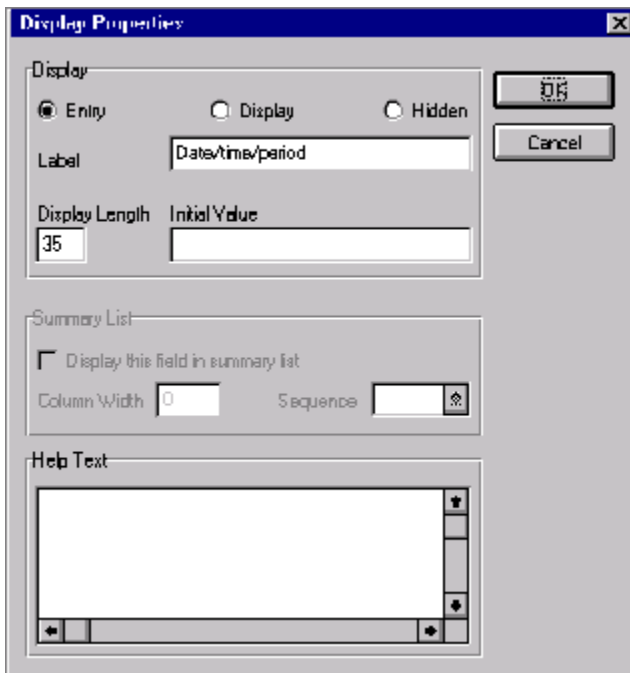 Display Properties
Display
Entry Display Hidden
OK
Cancel
Label Date/time/period
Display Length Initial Value
35
Summary List
Display this field in summary list
Column Width 0 Sequence
Help Text